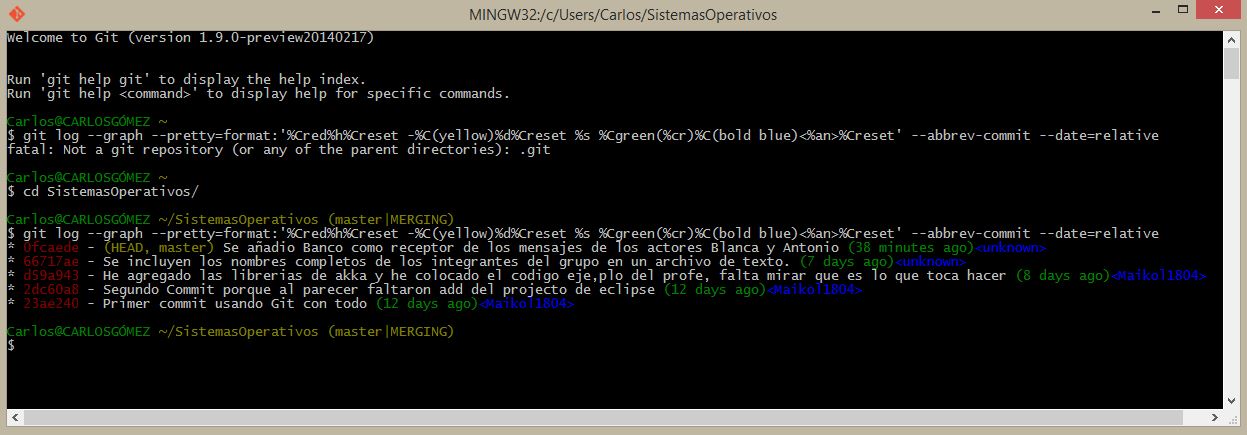 MINGW32:/c/Users/Carlos/SistemasOperativos
Welcome to Git (version 1.9.0-preview20140217)
Run 'git help git' to display the help index.
Run 'git help <command>' to display help for specific commands.
Carlos@CARLOSGÓMEZ ~
$ git log --graph --pretty=format:'%Cred%h%Creset -%C(yellow)%d%Creset %s %Cgreen(%cr)%C(bold blue)<%an>%Creset' --abbrev-commit --date=relative
fatal: Not a git repository (or any of the parent directories): .git
Carlos@CARLOSGÓMEZ ~
$ cd SistemasOperativos/
Carlos@CARLOSGÓMEZ ~/SistemasOperativos (master|MERGING)
$ git log --graph --pretty=format:'%Cred%h%Creset -%C(yellow)%d%Creset %s %Cgreen(%cr)%C(bold blue)<%an>%Creset' --abbrev-commit --date=relative
* 0fcaede - (HEAD, master) Se añadio Banco como receptor de los mensajes de los actores Blanca y Antonio (38 minutes ago)<unknown>
* 66717ae - Se incluyen los nombres completos de los integrantes del grupo en un archivo de texto. (7 days ago)<unknown>
* d59a943 - He agregado las librerias de akka y he colocado el codigo eje,plo del profe, falta mirar que es lo que toca hacer (8 days ago)<Maikol1804>
* 2dc60a8 - Segundo Commit porque al parecer faltaron add del projecto de eclipse (12 days ago)<Maikol1804>
* 23ae240 - Primer commit usando Git con todo (12 days ago)<Maikol1804>
Carlos@CARLOSGÓMEZ ~/SistemasOperativos (master|MERGING)
$